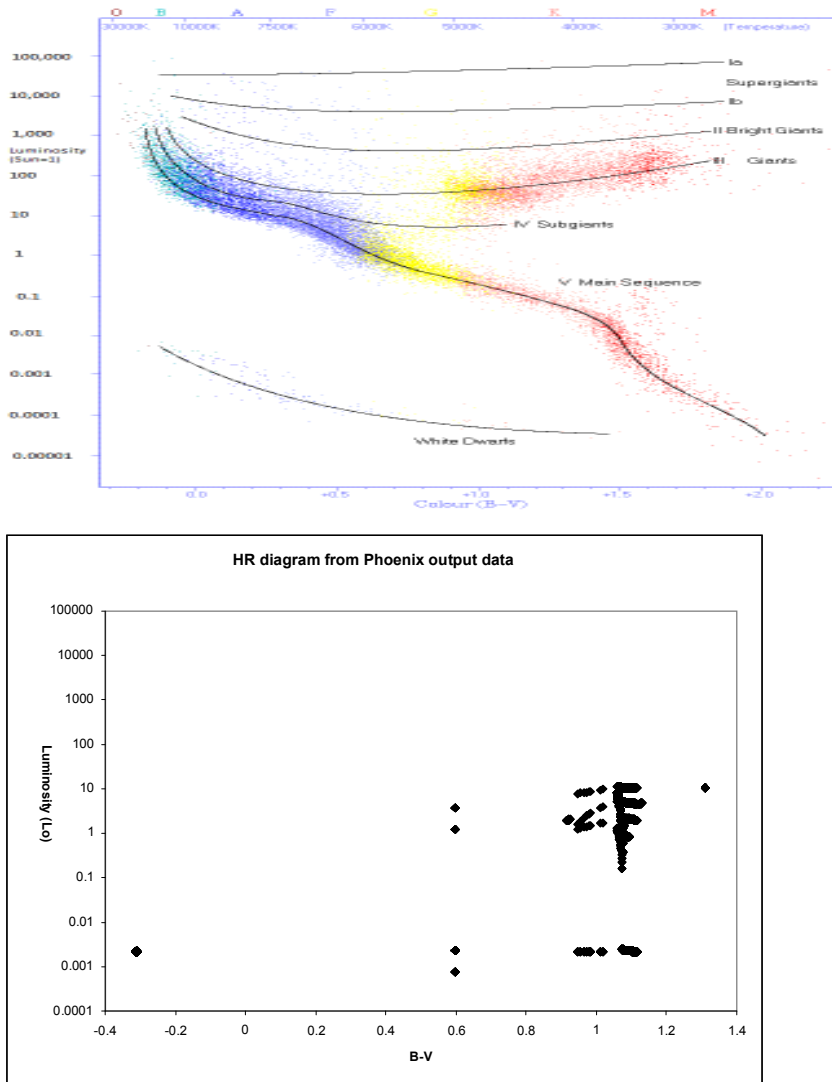 O B A F G K M
30000K 10000K 7500K 6000K 5000K 4000K 3000K (Temperature)
100,000
Ia
Supergiants
10,000
Ib
1,000
II Bright Giants
Luminosity
(Sun=1)
III Giants
100
10
IV Subgiants
1
V Main Sequence
0.1
0.01
0.001
0.0001
White Dwarfs
0.00001
0.0 +0.5 +1.0 +1.5 +2.0
Colour (B-V)
HR diagram from Phoenix output data
100000
10000
1000
100
10
1
0.1
0.01
0.001
0.0001
Luminosity (Lo)
-0.4 -0.2 0 0.2 0.4 0.6 0.8 1 1.2 1.4
B-V